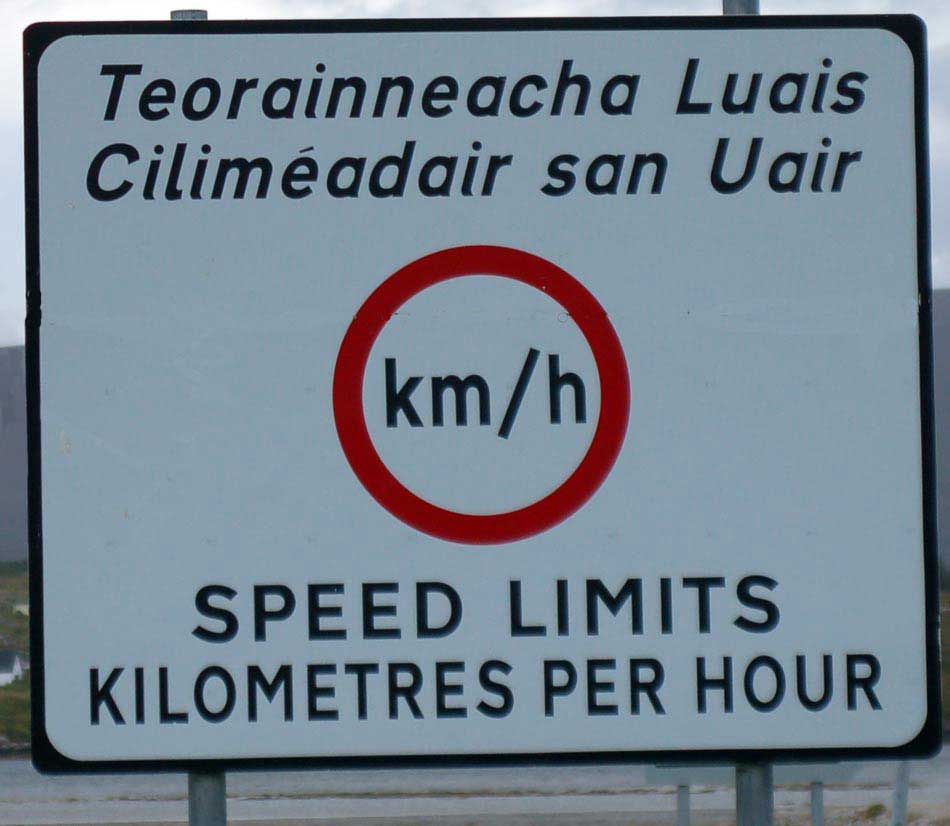 Teorainneacha Luais
Ciliméadair san Uair
km/h
SPEED LIMITS
KILOMETRES PER HOUR